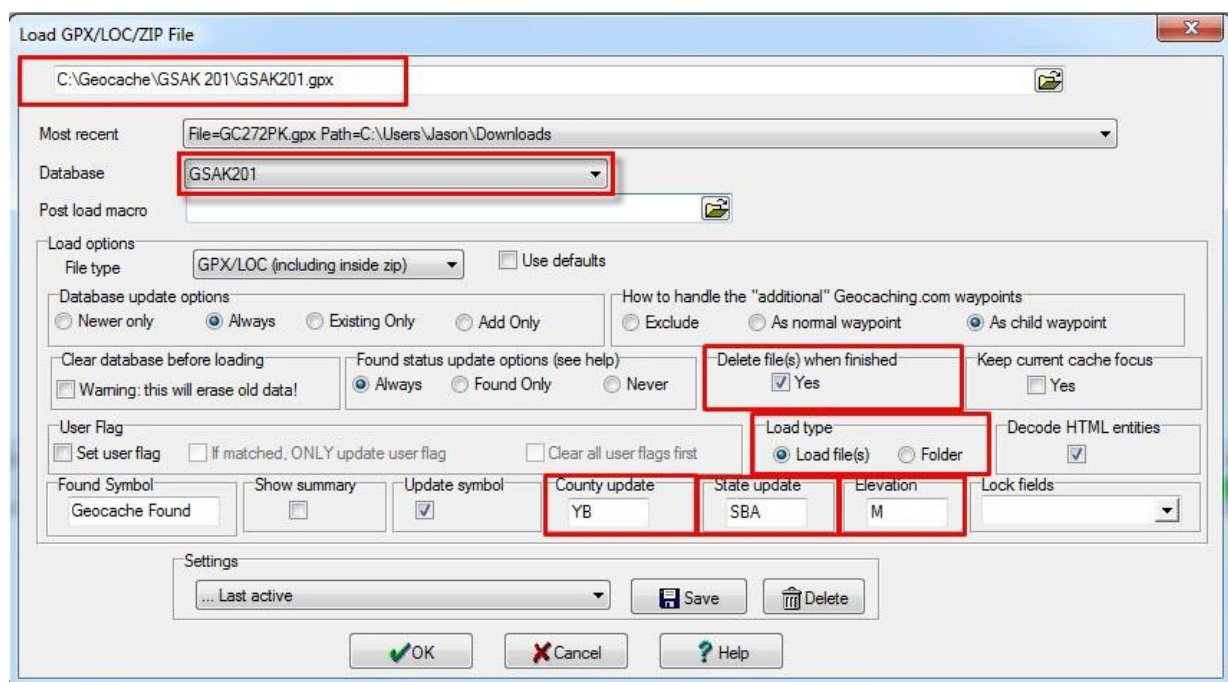 Load GPX/LOC/ZIP File
X
C:\Geocache\GSAK 201\GSAK201.gpx
Most recent File=GC272PK.gpx Path=C:\Users\Jason\Downloads
Database GSAK201
Post load macro
Load options
File type GPX/LOC (including inside zip) Use defaults
Database update options How to handle the "additional" Geocaching.com waypoints
Newer only Always Existing Only Add Only Exclude As normal waypoint As child waypoint
Clear database before loading Found status update options (see help) Delete file(s) when finished Keep current cache focus
Warning: this will erase old data! Always Found Only Never Yes Yes
User Flag Load type Decode HTML entities
Set user flag If matched, ONLY update user flag Clear all user flags first Load file(s) Folder
Found Symbol Show summary Update symbol County update State update Elevation Lock fields
Geocache Found YB SBA M
Settings
... Last active Save Delete
OK Cancel ? Help